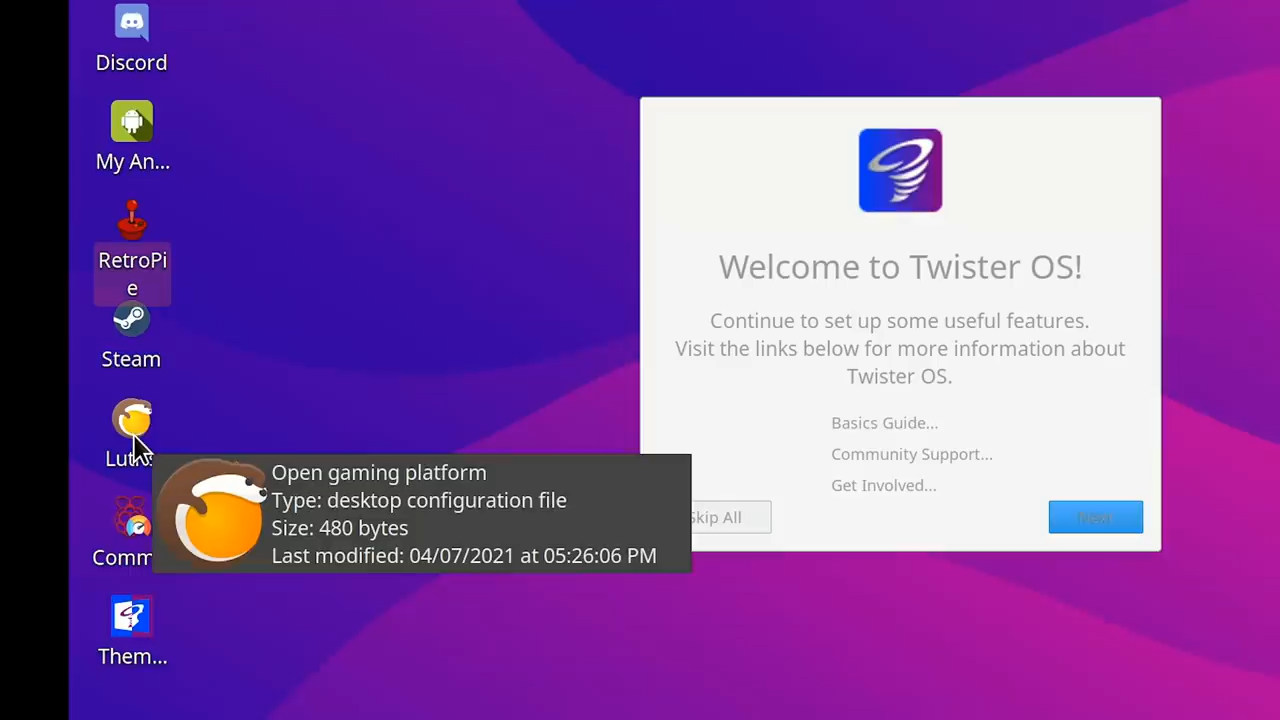 Discord
My An...
RetroPi
e
Steam
Comm
Them...
Open gaming platform
Type: desktop configuration file
Size: 480 bytes
Last modified: 04/07/2021 at 05:26:06 PM
Welcome to Twister OS!
Continue to set up some useful features.
Visit the links below for more information about
Twister OS.
Basics Guide...
Community Support...
Get Involved...
Skip All
Next